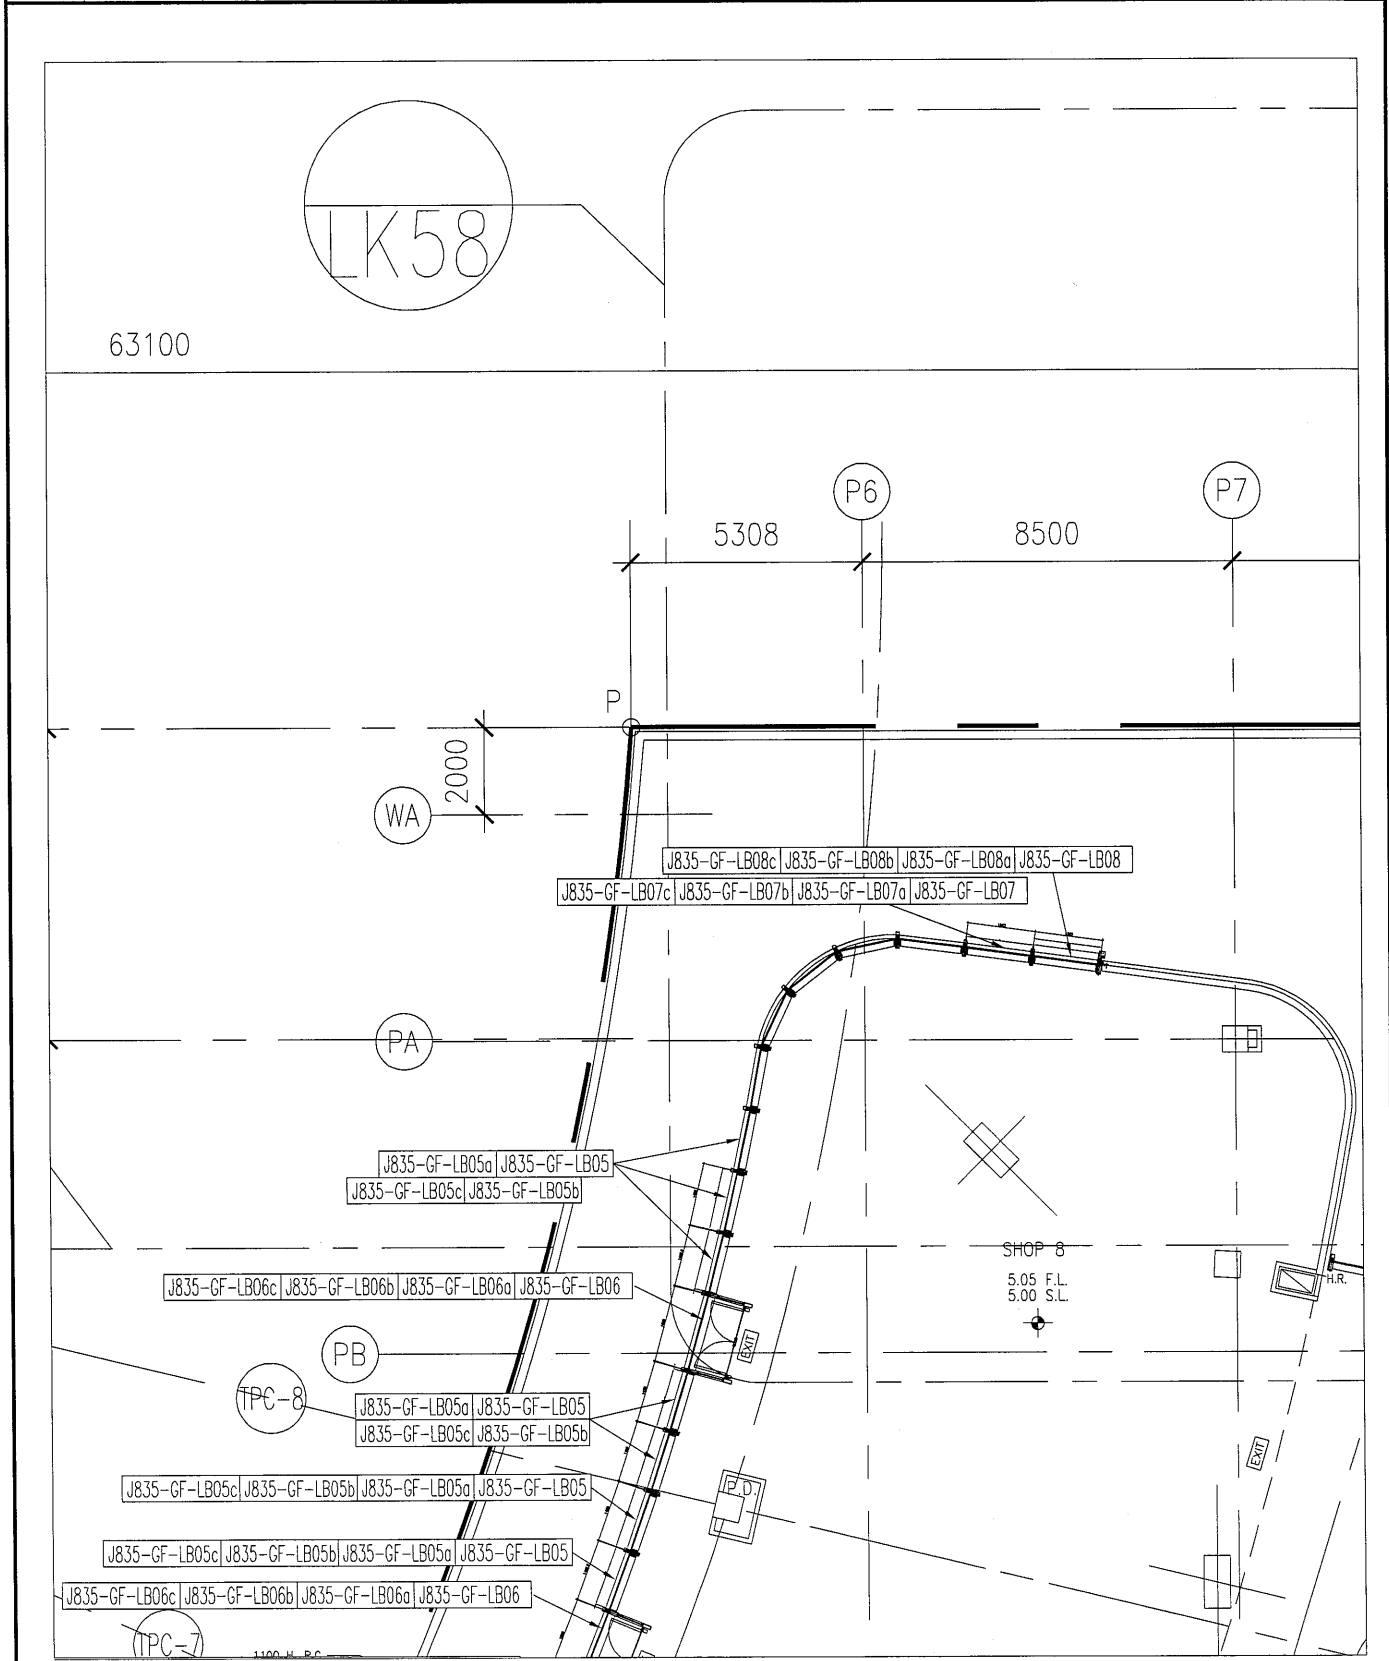 LK58
63100
P6
P7
5308
8500
P
2000
WA
J835-GF-LB08c J835-GF-LB08b J835-GF-LB08a J835-GF-LB08
J835-GF-LB07c J835-GF-LB07b J835-GF-LB07a J835-GF-LB07
PA
J835-GF-LB05a J835-GF-LB05
J835-GF-LB05c J835-GF-LB05b
SHOP 8
5.05 F.L.
5.00 S.L.
H.R.
J835-GF-LB06c J835-GF-LB06b J835-GF-LB06a J835-GF-LB06
EXIT
PB
TPC-8
J835-GF-LB05a J835-GF-LB05
J835-GF-LB05c J835-GF-LB05b
EXIT
J835-GF-LB05c J835-GF-LB05b J835-GF-LB05a J835-GF-LB05
P.D.
J835-GF-LB05c J835-GF-LB05b J835-GF-LB05a J835-GF-LB05
J835-GF-LB06c J835-GF-LB06b J835-GF-LB06a J835-GF-LB06
TPC-7